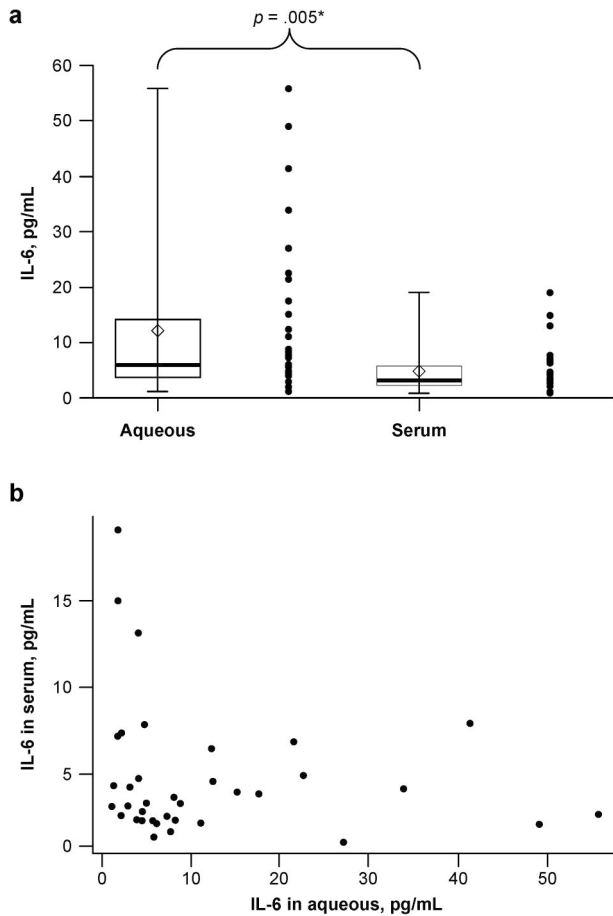 a
p = .005*
60
50
40
30
20
10
0
IL-6, pg/mL
Aqueous Serum
b
15
10
5
0
IL-6 in serum, pg/mL
0 10 20 30 40 50
IL-6 in aqueous, pg/mL